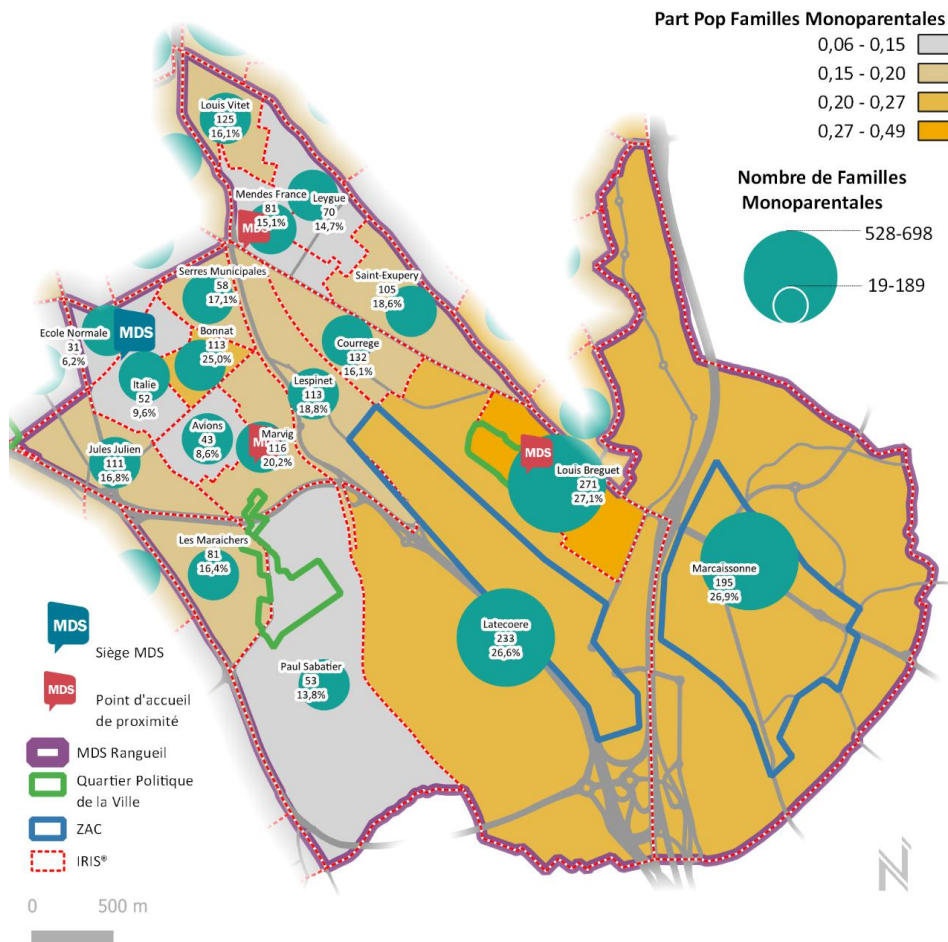 Part Pop Familles Monoparentales
0,06 - 0,15
0,15 - 0,20
0,20 - 0,27
0,27 - 0,49
Nombre de Familles
Monoparentales
528-698
19-189
Louis Vitet
125
16,1%
Mendes France
81
15,1%
MDS
Leygue
70
14,7%
Serres Municipales
58
17,1%
Saint-Exupery
105
18,6%
Ecole Normale
31
6,2%
MDS
Bonnat
113
25,0%
Courrege
132
16,1%
Italie
52
9,6%
Lespinet
113
18,8%
Avions
43
8,6%
Marvig
116
20,2%
Jules Julien
111
16,8%
MDS
Louis Breguet
271
27,1%
Les Maraichers
81
16,4%
Marcaissonne
195
26,9%
Latecoere
233
26,6%
Paul Sabatier
53
13,8%
MDS
Siège MDS
MDS
Point d'accueil
de proximité
MDS Rangueil
Quartier Politique
de la Ville
ZAC
IRIS®
N
0 500 m